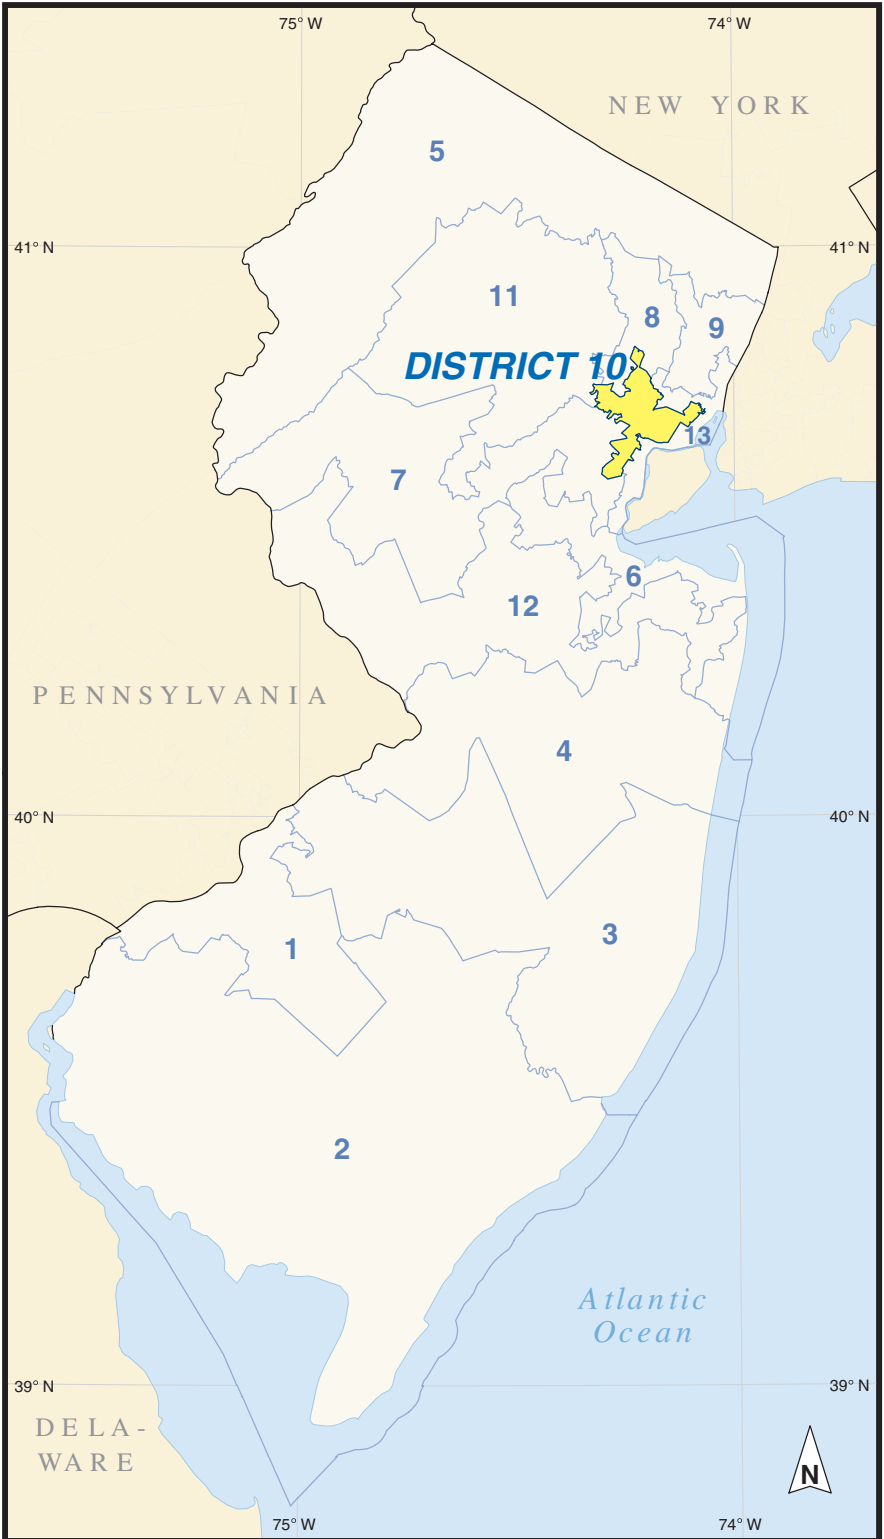 75° W
74° W
NEW YORK
5
41° N
41° N
11
8
9
DISTRICT 10
13
7
6
12
PENNSYLVANIA
4
40° N
40° N
3
1
2
Atlantic
Ocean
39° N
39° N
DELA-
WARE
N
75° W
74° W